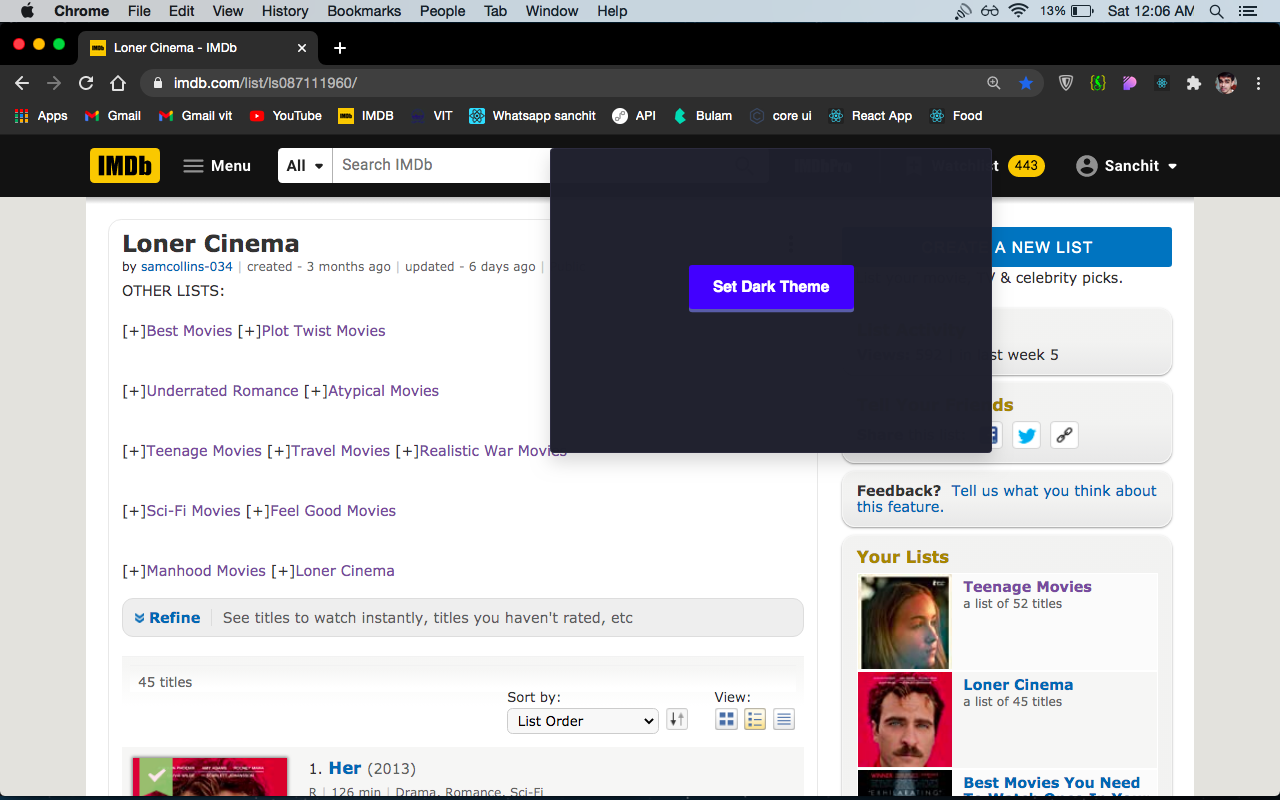 Chrome File Edit View History Bookmarks People Tab Window Help 13% Sat 12:06 AM
Loner Cinema - IMDb
imdb.com/list/ls087111960/
Apps Gmail Gmail vit YouTube IMDB VIT Whatsapp sanchit API Bulam core ui React App Food
IMDb Menu All Search IMDb 443 Sanchit
Loner Cinema
by samcollins-034 | created - 3 months ago | updated - 6 days ago |
OTHER LISTS:
[+]Best Movies [+]Plot Twist Movies
[+]Underrated Romance [+]Atypical Movies
[+]Teenage Movies [+]Travel Movies [+]Realistic War Movies
[+]Sci-Fi Movies [+]Feel Good Movies
[+]Manhood Movies [+]Loner Cinema
Refine See titles to watch instantly, titles you haven't rated, etc
45 titles
Sort by: View:
List Order
1. Her (2013)
R | 126 min | Drama, Romance, Sci-Fi
Set Dark Theme
A NEW LIST
& celebrity picks.
week 5
Feedback? Tell us what you think about
this feature.
Your Lists
Teenage Movies
a list of 52 titles
Loner Cinema
a list of 45 titles
Best Movies You Need